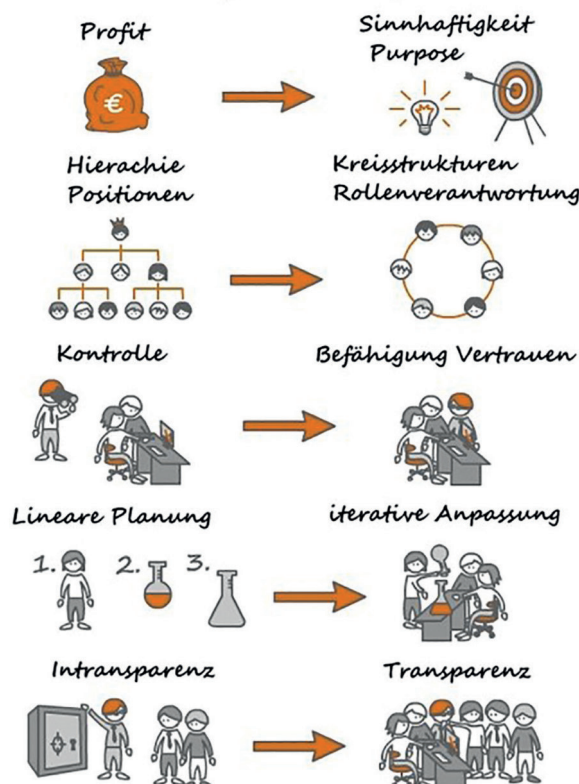 Profit
Sinnhaftigkeit
Purpose
€
Hierachie
Positionen
Kreisstrukturen
Rollenverantwortung
Kontrolle
Befähigung Vertrauen
Lineare Planung
iterative Anpassung
1. 2. 3.
Intransparenz
Transparenz